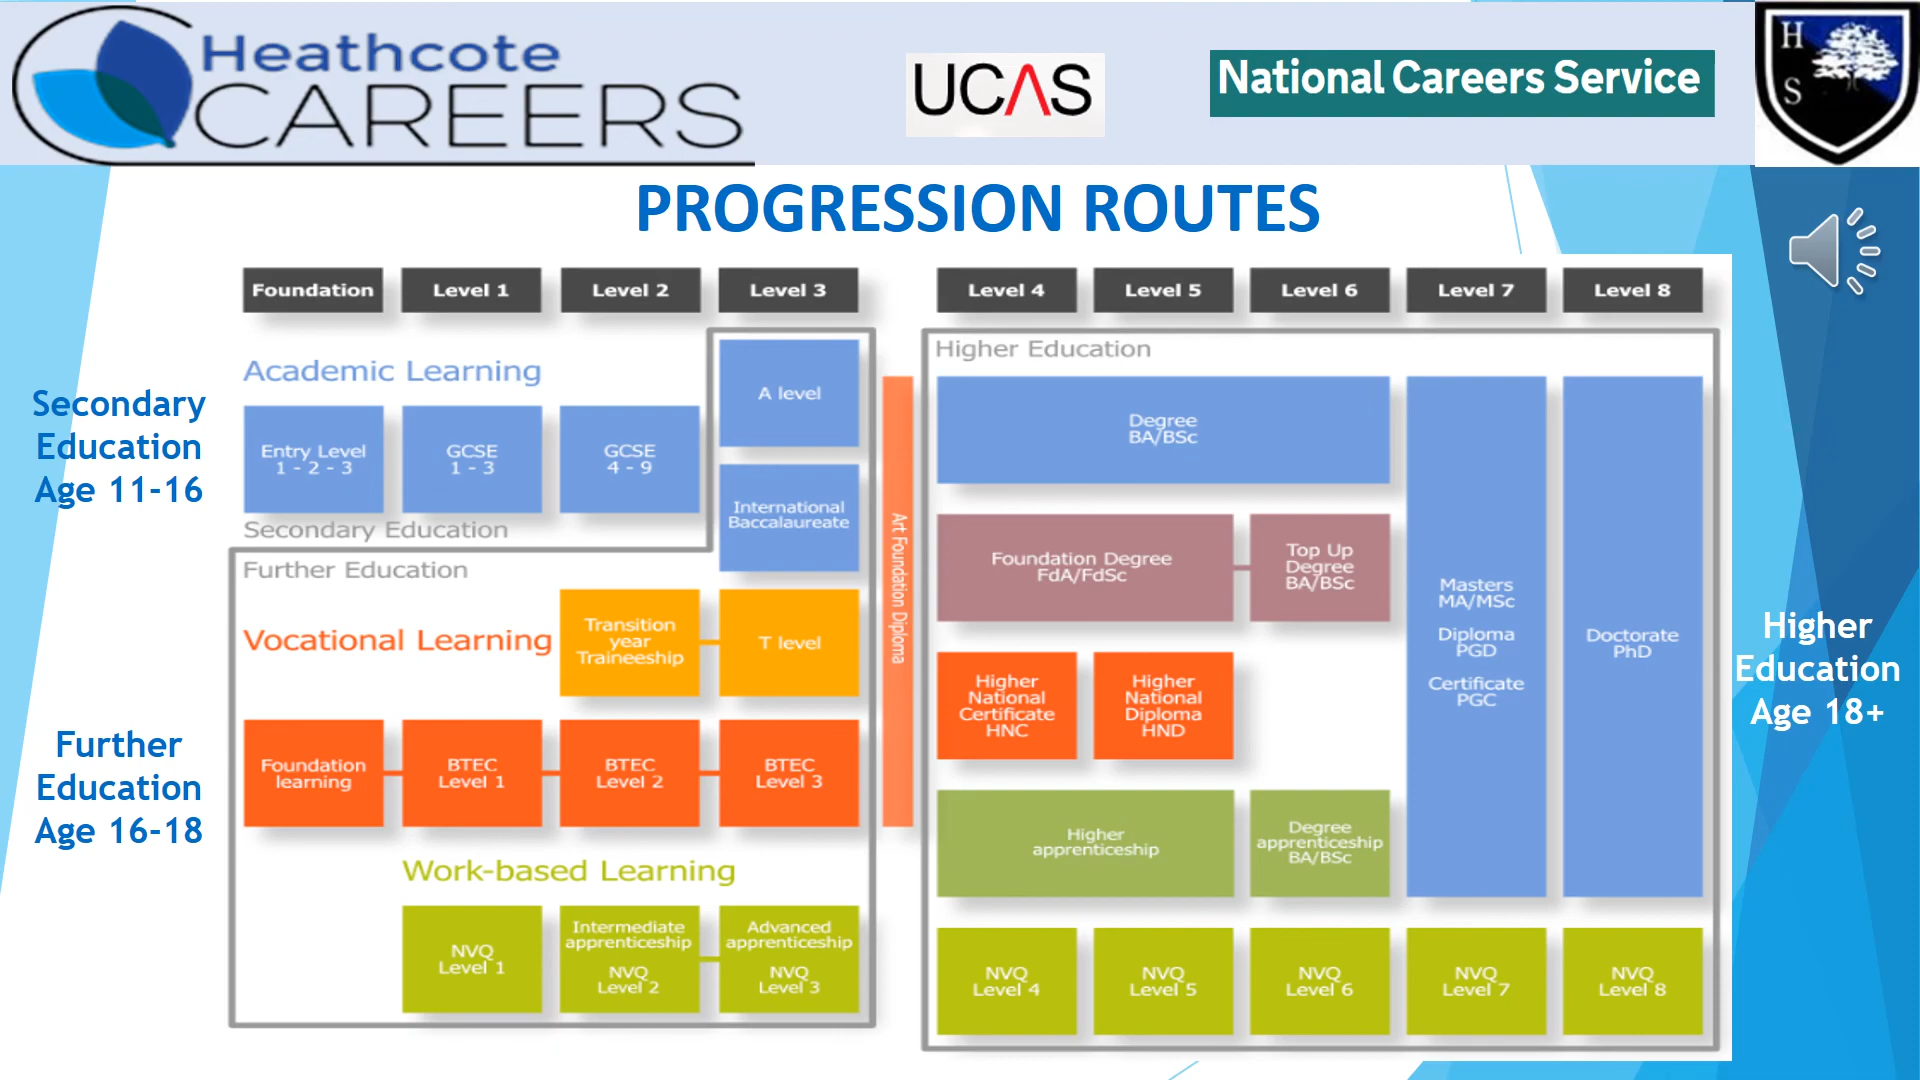 Heathcote
CAREERS
UCAS
National Careers Service
H
S
PROGRESSION ROUTES
Foundation
Level 1
Level 2
Level 3
Level 4
Level 5
Level 6
Level 7
Level 8
Secondary
Education
Age 11-16
Academic Learning
Entry Level
1 - 2 - 3
GCSE
1 - 3
GCSE
4 - 9
A level
International
Baccalaureate
Secondary Education
Further Education
Vocational Learning
Transition
year
Traineeship
T level
Further
Education
Age 16-18
Foundation
learning
BTEC
Level 1
BTEC
Level 2
BTEC
Level 3
Work-based Learning
NVQ
Level 1
Intermediate
apprenticeship
NVQ
Level 2
Advanced
apprenticeship
NVQ
Level 3
Art Foundation Diploma
Higher Education
Degree
BA/BSc
Foundation Degree
FdA/FdSc
Top Up
Degree
BA/BSc
Higher
National
Certificate
HNC
Higher
National
Diploma
HND
Higher
apprenticeship
Degree
apprenticeship
BA/BSc
Masters
MA/MSc
Diploma
PGD
Certificate
PGC
Doctorate
PhD
NVQ
Level 4
NVQ
Level 5
NVQ
Level 6
NVQ
Level 7
NVQ
Level 8
Higher
Education
Age 18+